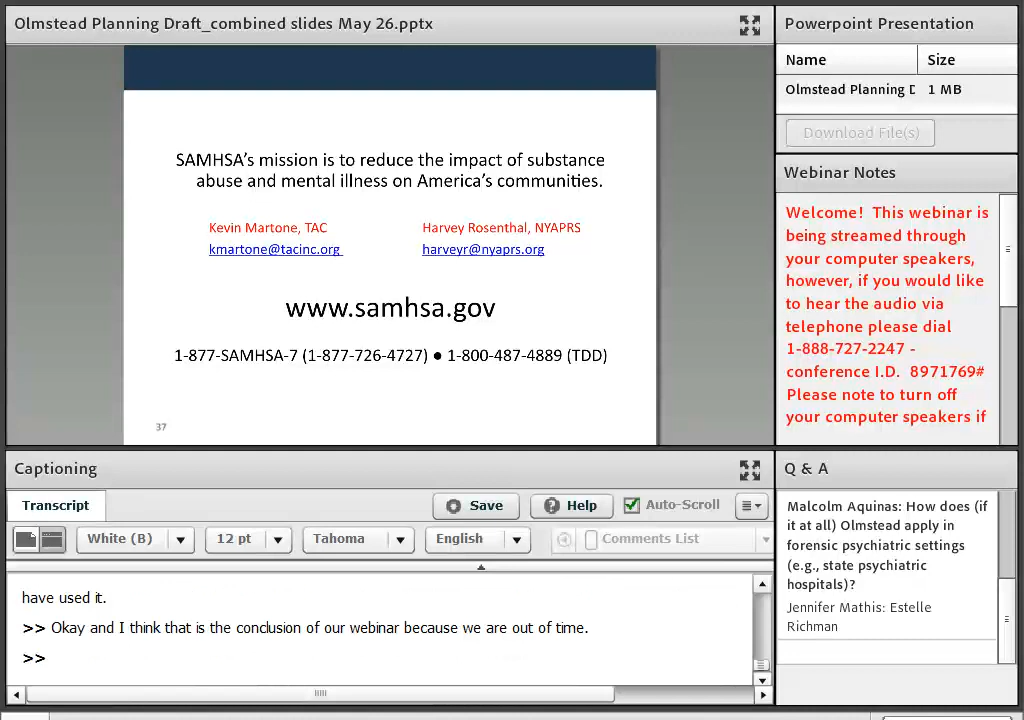 Olmstead Planning Draft_combined slides May 26.pptx
SAMHSA’s mission is to reduce the impact of substance
abuse and mental illness on America’s communities.
Kevin Martone, TAC
Harvey Rosenthal, NYAPRS
kmartone@tacinc.org
harveyr@nyaprs.org
www.samhsa.gov
1-877-SAMHSA-7 (1-877-726-4727) ● 1-800-487-4889 (TDD)
37
Powerpoint Presentation
Name Size
Olmstead Planning D 1 MB
Download File(s)
Webinar Notes
Welcome! This webinar is
being streamed through
your computer speakers,
however, if you would like
to hear the audio via
telephone please dial
1-888-727-2247 -
conference I.D. 8971769#
Please note to turn off
your computer speakers if
Captioning
Transcript
Save
Help
Auto-Scroll
White (B)
12 pt
Tahoma
English
Comments List
have used it.
>> Okay and I think that is the conclusion of our webinar because we are out of time.
>>
Q & A
Malcolm Aquinas: How does (if
it at all) Olmstead apply in
forensic psychiatric settings
(e.g., state psychiatric
hospitals)?
Jennifer Mathis: Estelle
Richman